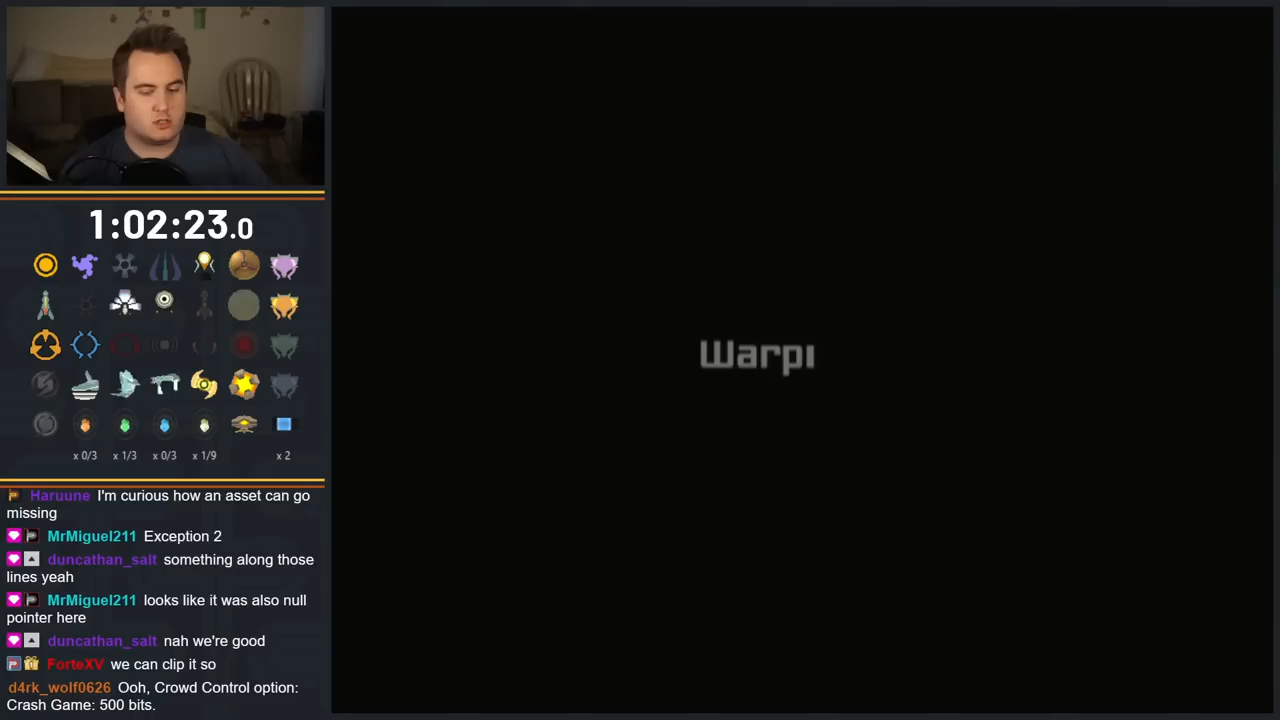 1:02:23.0
x 0/3
x 1/3
x 0/3
x 1/9
x 2
Haruune I'm curious how an asset can go
missing
MrMiguel211 Exception 2
duncathan_salt something along those
lines yeah
MrMiguel211 looks like it was also null
pointer here
duncathan_salt nah we're good
ForteXV we can clip it so
d4rk_wolf0626 Ooh, Crowd Control option:
Crash Game: 500 bits.
Warpi